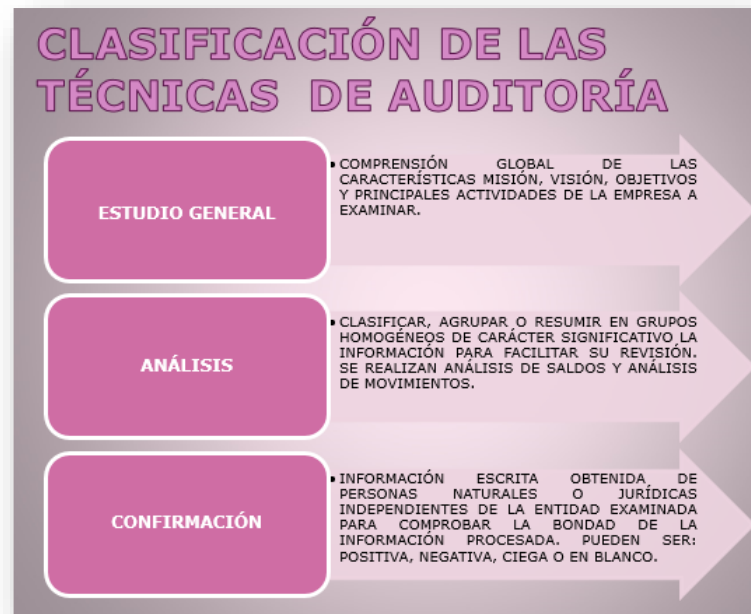 CLASIFICACIÓN DE LAS
TÉCNICAS DE AUDITORÍA
ESTUDIO GENERAL
• COMPRENSIÓN GLOBAL DE LAS
CARACTERÍSTICAS MISIÓN, VISIÓN, OBJETIVOS
Y PRINCIPALES ACTIVIDADES DE LA EMPRESA A
EXAMINAR.
ANÁLISIS
• CLASIFICAR, AGRUPAR O RESUMIR EN GRUPOS
HOMOGÉNEOS DE CARÁCTER SIGNIFICATIVO LA
INFORMACIÓN PARA FACILITAR SU REVISIÓN.
SE REALIZAN ANÁLISIS DE SALDOS Y ANÁLISIS
DE MOVIMIENTOS.
CONFIRMACIÓN
• INFORMACIÓN ESCRITA OBTENIDA DE
PERSONAS NATURALES O JURÍDICAS
INDEPENDIENTES DE LA ENTIDAD EXAMINADA
PARA COMPROBAR LA BONDAD DE LA
INFORMACIÓN PROCESADA. PUEDEN SER:
POSITIVA, NEGATIVA, CIEGA O EN BLANCO.